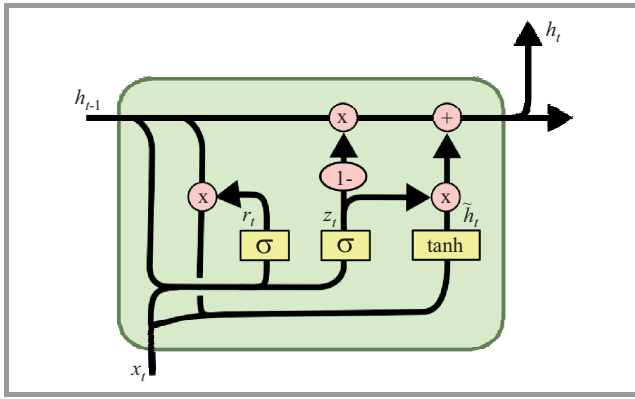 h_t
h_{t-1}
x
+
1-
x
x
r_t
z_t
h̃_t
σ
σ
tanh
x_t